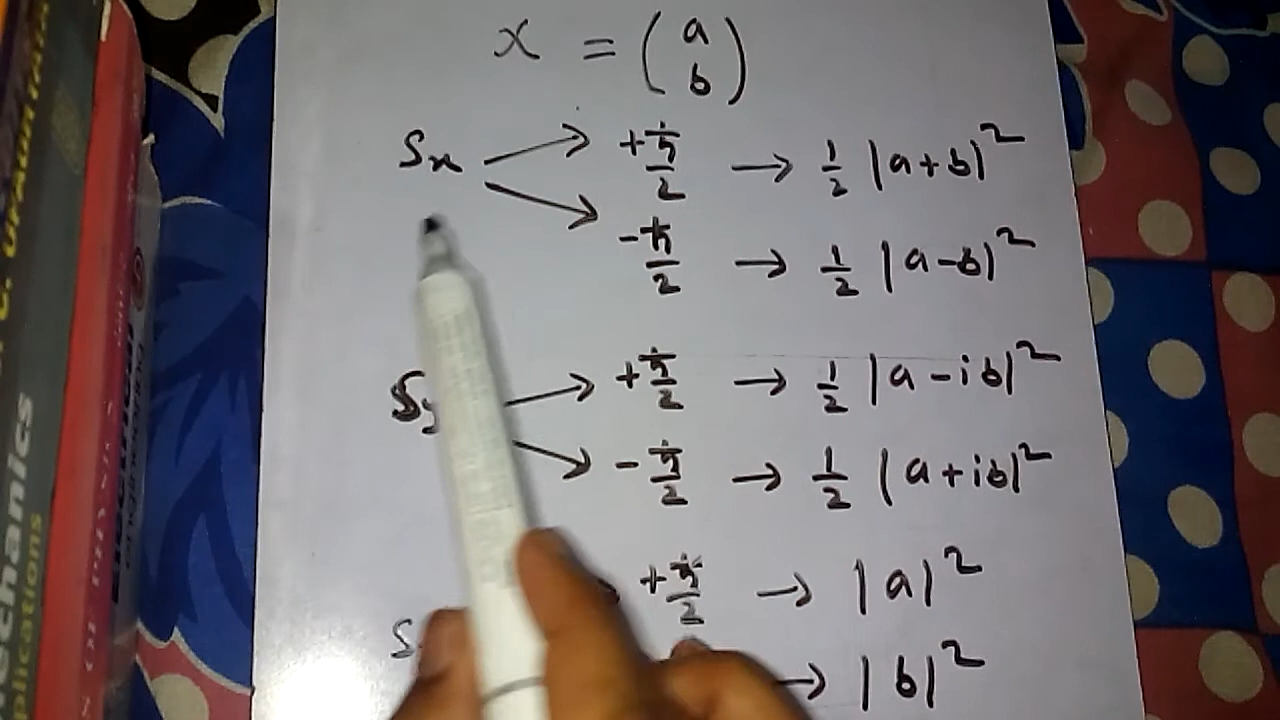 x = (a b)
Sx → +ħ/2 → 1/2 |a+b|²
→ -ħ/2 → 1/2 |a-b|²
Sy → +ħ/2 → 1/2 |a-ib|²
→ -ħ/2 → 1/2 |a+ib|²
S +ħ/2 → |a|²
→ |b|²